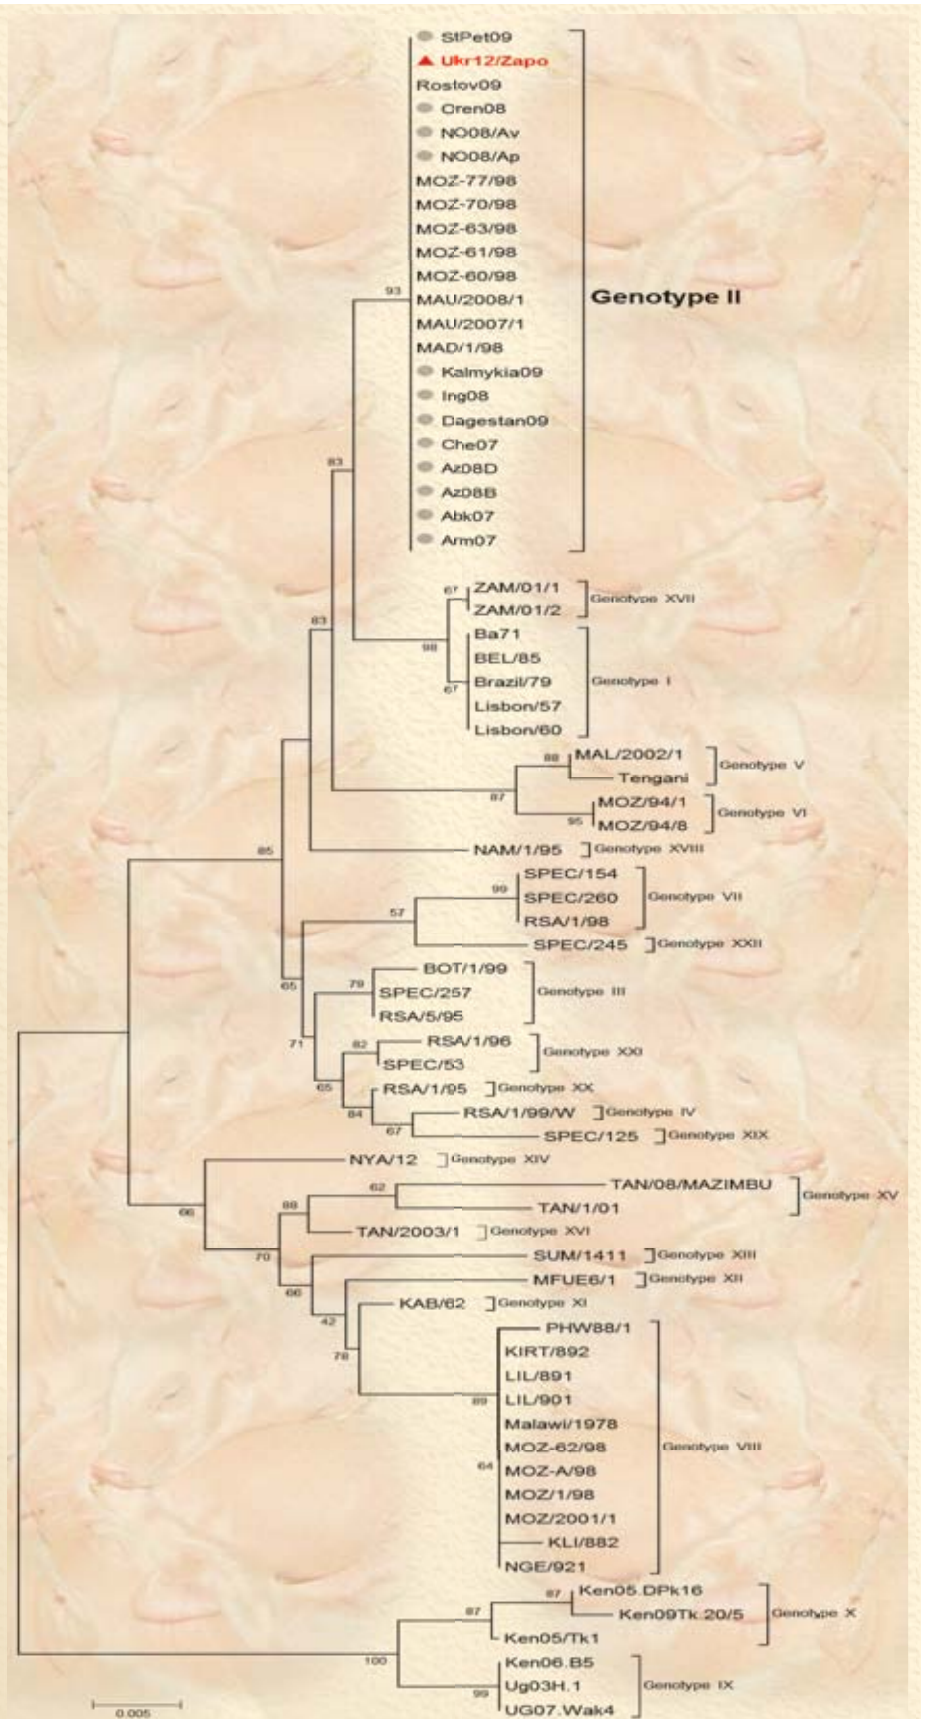 StPet09
Ukr12/Zapo
Rostov09
Oren08
NO08/Av
NO08/Ap
MOZ-77/98
MOZ-70/98
MOZ-63/98
MOZ-61/98
MOZ-60/98
93
MAU/2008/1
Genotype II
MAU/2007/1
MAD/1/98
Kalmykia09
Ing08
Dagestan09
Che07
83
Az08D
Az08B
Abk07
Arm07
67
ZAM/01/1
Genotype XVII
ZAM/01/2
83
Ba71
98
BEL/85
67
Brazil/79
Genotype I
Lisbon/57
Lisbon/60
88
MAL/2002/1
Genotype V
Tengani
87
MOZ/94/1
Genotype VI
95
MOZ/94/8
85
NAM/1/95
Genotype XVIII
SPEC/154
99
SPEC/260
Genotype VII
57
RSA/1/98
SPEC/245
Genotype XXII
BOT/1/99
65
79
SPEC/257
Genotype III
RSA/5/95
71
82
RSA/1/96
Genotype XXI
SPEC/53
65
RSA/1/95
Genotype XX
84
RSA/1/99/W
Genotype IV
67
SPEC/125
Genotype XIX
NYA/12
Genotype XIV
62
TAN/08/MAZIMBU
Genotype XV
66
88
TAN/1/01
TAN/2003/1
Genotype XVI
70
SUM/1411
Genotype XIII
66
MFUE6/1
Genotype XII
42
KAB/62
Genotype XI
78
PHW88/1
KIRT/892
LIL/891
89
LIL/901
Malawi/1978
MOZ-62/98
Genotype VIII
64
MOZ-A/98
MOZ/1/98
MOZ/2001/1
KLI/882
NGE/921
87
Ken05.DPk16
87
Ken09Tk.20/5
Genotype X
Ken05/Tk1
100
Ken06.B5
99
Ug03H.1
Genotype IX
UG07.Wak4
0.005